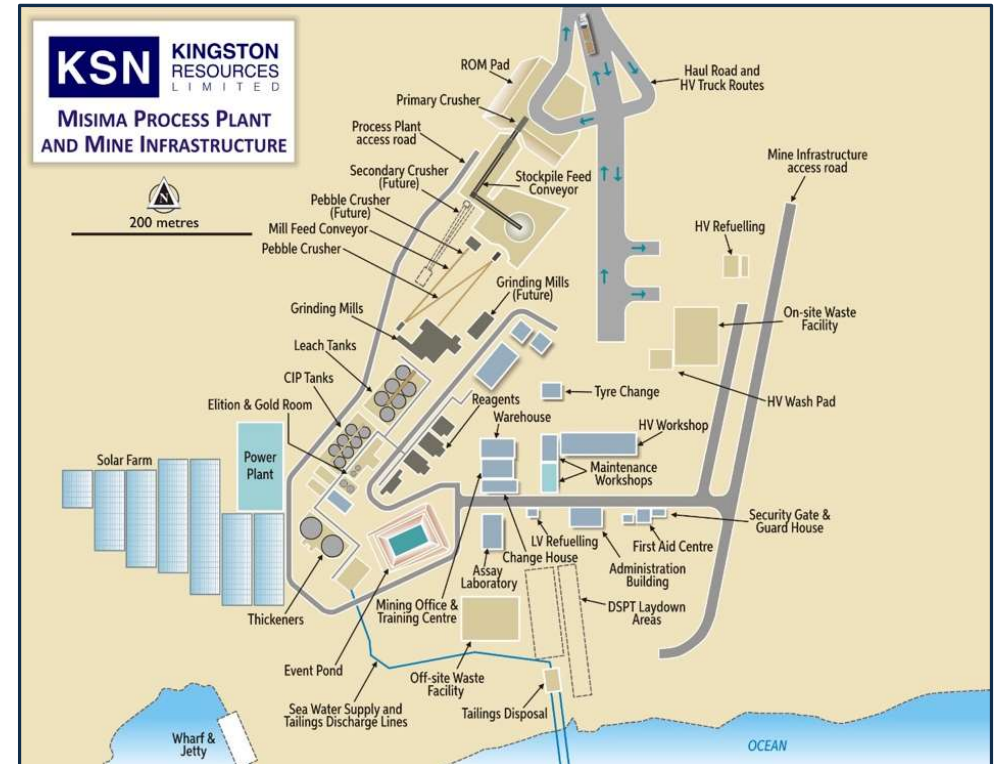 KSN
KINGSTON
RESOURCES
LIMITED
MISIMA PROCESS PLANT
AND MINE INFRASTRUCTURE
N
200 metres
ROM Pad
Primary Crusher
Process Plant
access road
Secondary Crusher
(Future)
Pebble Crusher
(Future)
Mill Feed Conveyor
Pebble Crusher
Stockpile Feed
Conveyor
Haul Road and
HV Truck Routes
Mine Infrastructure
access road
HV Refuelling
Grinding Mills
(Future)
Grinding Mills
On-site Waste
Facility
Leach Tanks
CIP Tanks
Elition & Gold Room
Reagents
Warehouse
Tyre Change
HV Wash Pad
HV Workshop
Solar Farm
Power
Plant
Maintenance
Workshops
Security Gate &
Guard House
LV Refuelling
First Aid Centre
Change House
Administration
Building
Assay
Laboratory
Mining Office &
Training Centre
DSPT Laydown
Areas
Thickeners
Event Pond
Off-site Waste
Facility
Sea Water Supply and
Tailings Discharge Lines
Tailings Disposal
Wharf &
Jetty
OCEAN